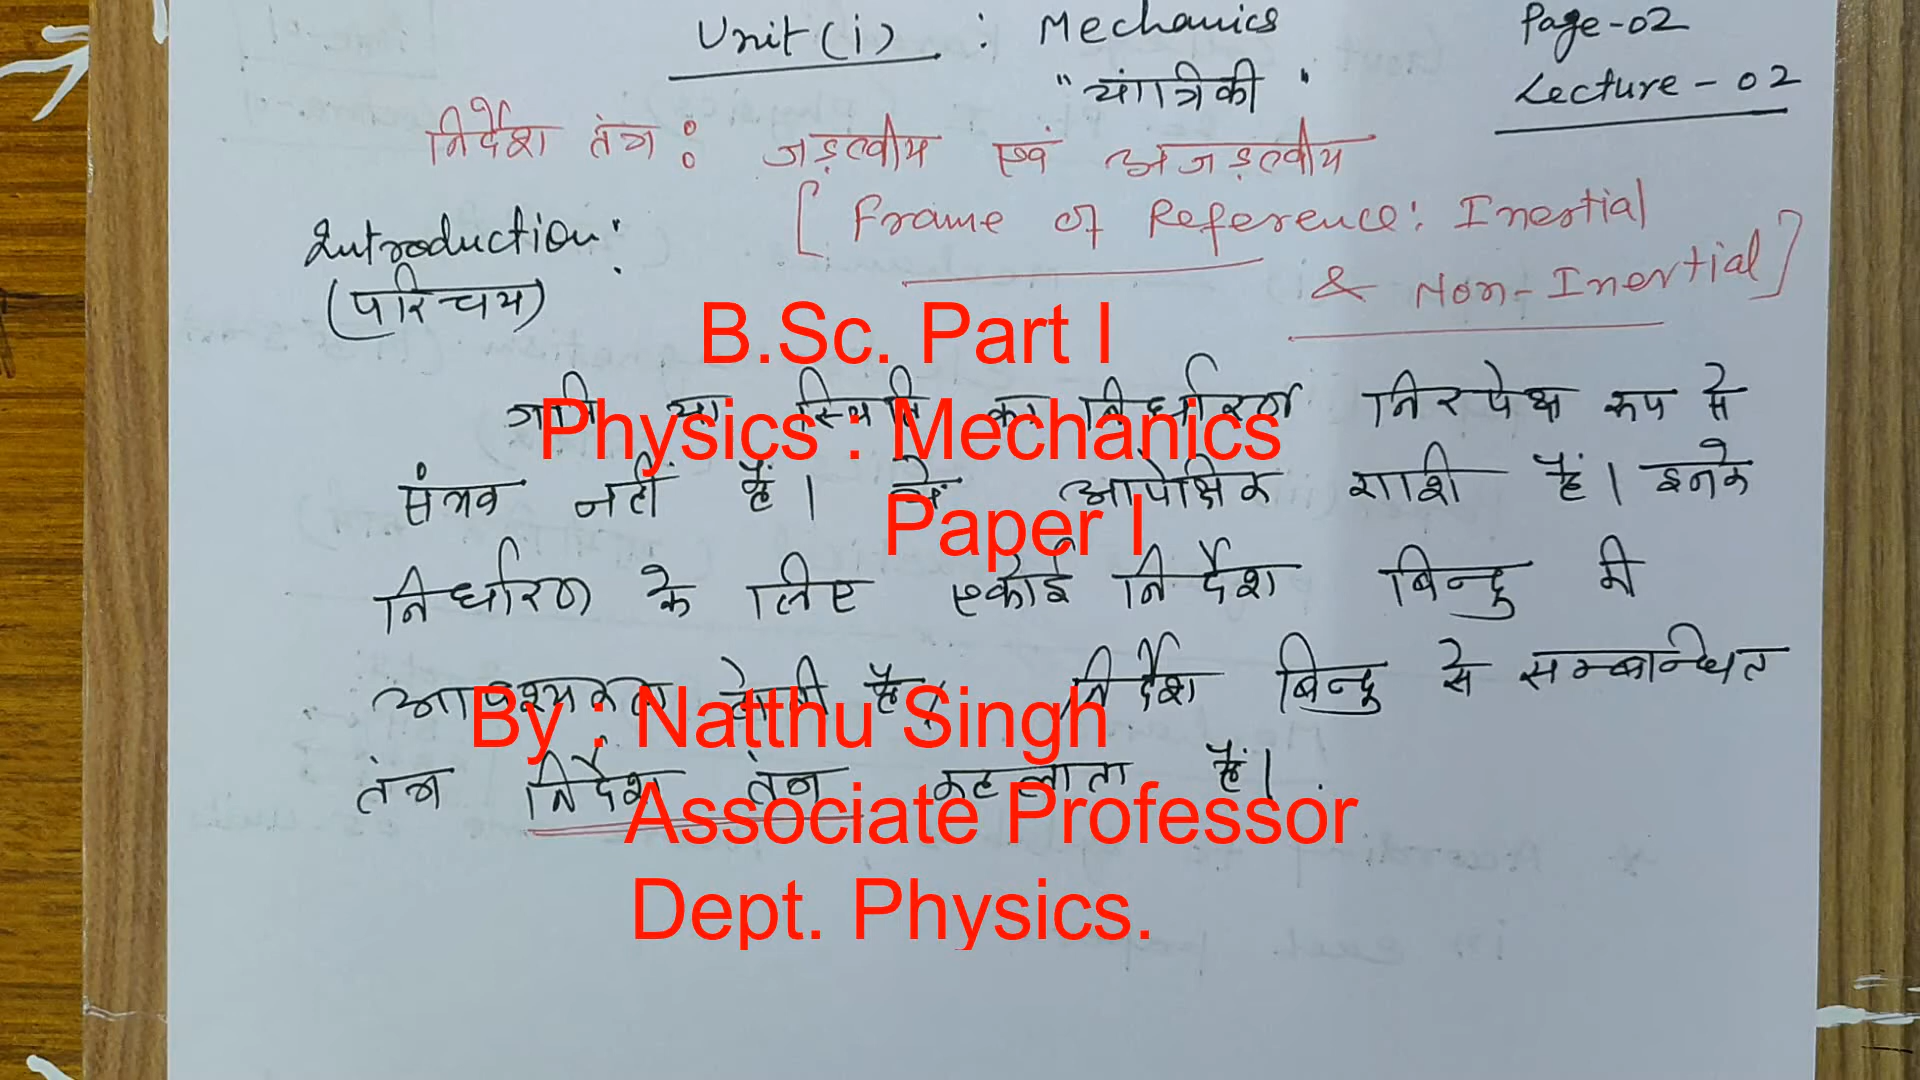 Unit (i) : Mechanics
Page-02
"यांत्रिकी"
Lecture - 02
निर्देश तंत्र : जड़त्वीय एवं अजड़त्वीय
[ Frame of Reference: Inertial
& Non-Inertial ]
Introduction:
(परिचय)
B.Sc. Part I
गति या स्थिति का निर्धारण निरपेक्ष रूप से
Physics : Mechanics
संभव नहीं हैं। ये आपेक्षिक राशि हैं। इनके
Paper I
निर्धारण के लिए एकोई निर्देश बिन्दु की
आवश्यकता होती है। निर्देश बिन्दु से सम्बन्धित
By : Natthu Singh
तंत्र निर्देश तंत्र कहलाता हैं।
Associate Professor
Dept. Physics.